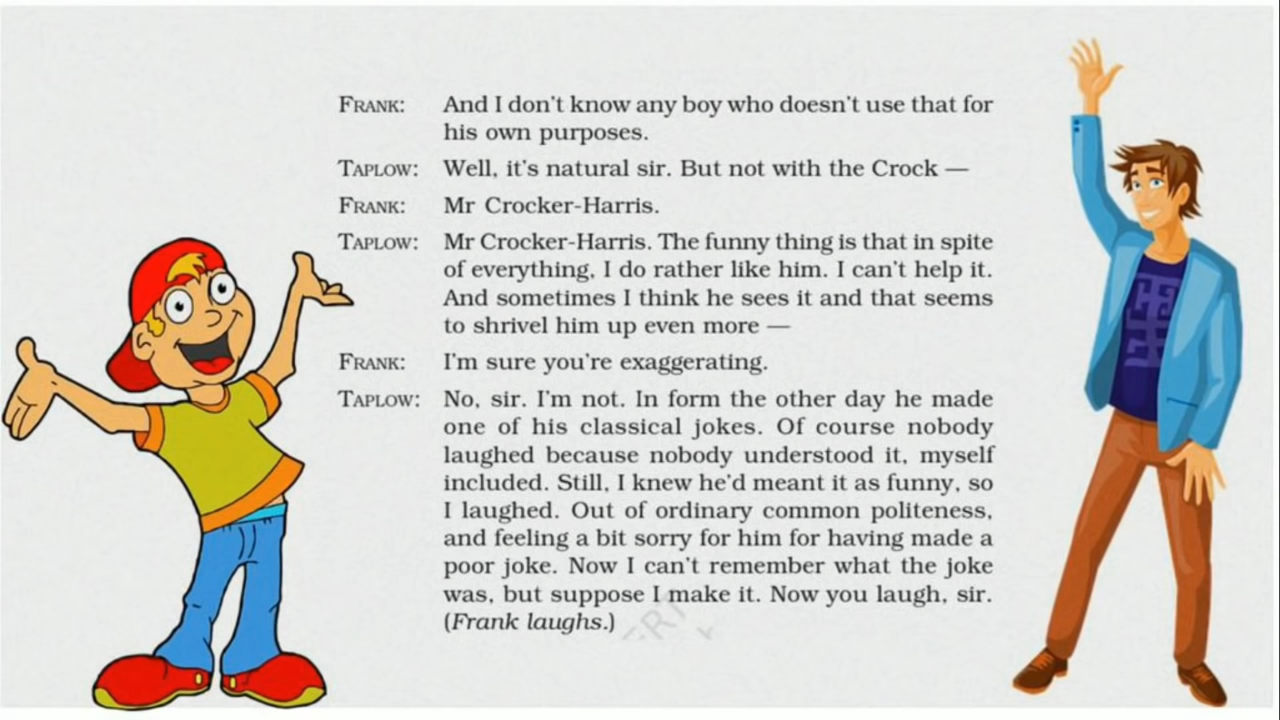 FRANK: And I don't know any boy who doesn't use that for
his own purposes.
TAPLOW: Well, it's natural sir. But not with the Crock —
FRANK: Mr Crocker-Harris.
TAPLOW: Mr Crocker-Harris. The funny thing is that in spite
of everything, I do rather like him. I can't help it.
And sometimes I think he sees it and that seems
to shrivel him up even more —
FRANK: I'm sure you're exaggerating.
TAPLOW: No, sir. I'm not. In form the other day he made
one of his classical jokes. Of course nobody
laughed because nobody understood it, myself
included. Still, I knew he'd meant it as funny, so
I laughed. Out of ordinary common politeness,
and feeling a bit sorry for him for having made a
poor joke. Now I can't remember what the joke
was, but suppose I make it. Now you laugh, sir.
(Frank laughs.)